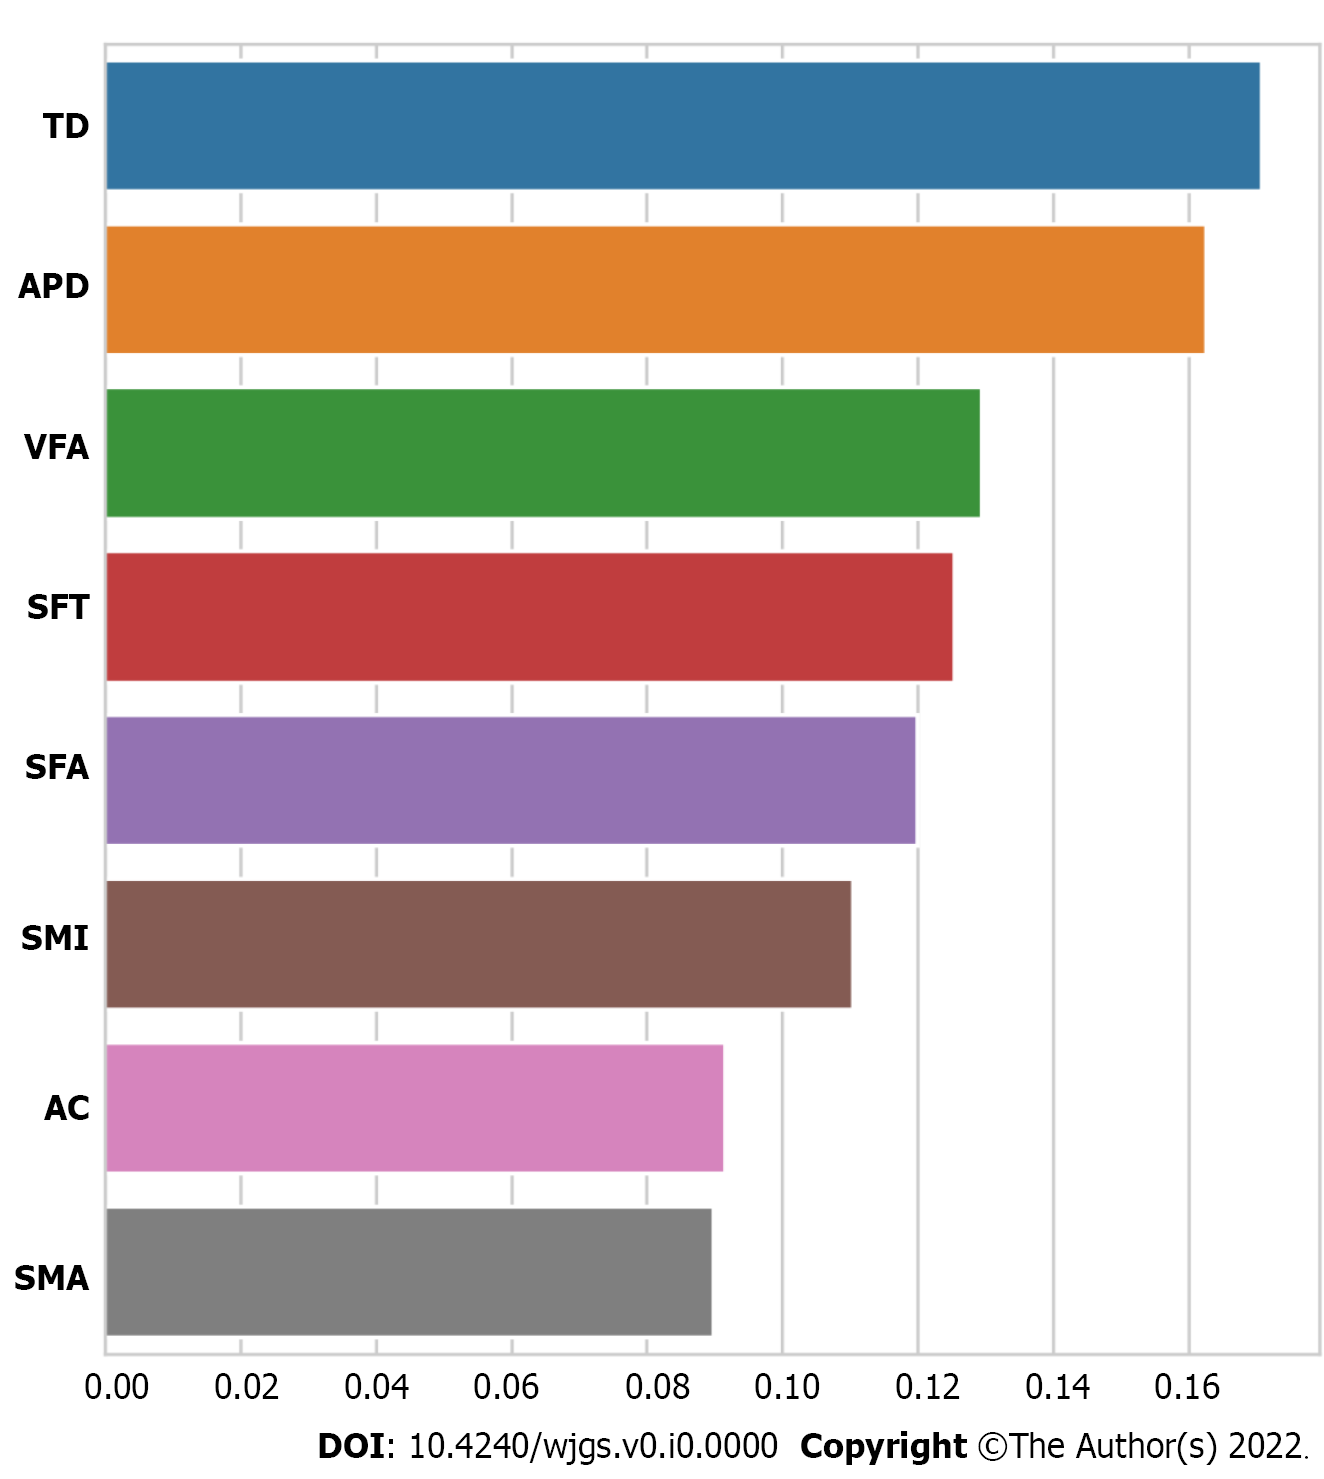 TD
APD
VFA
SFT
SFA
SMI
AC
SMA
0.00 0.02 0.04 0.06 0.08 0.10 0.12 0.14 0.16
DOI: 10.4240/wjgs.v0.i0.0000 Copyright ©The Author(s) 2022.